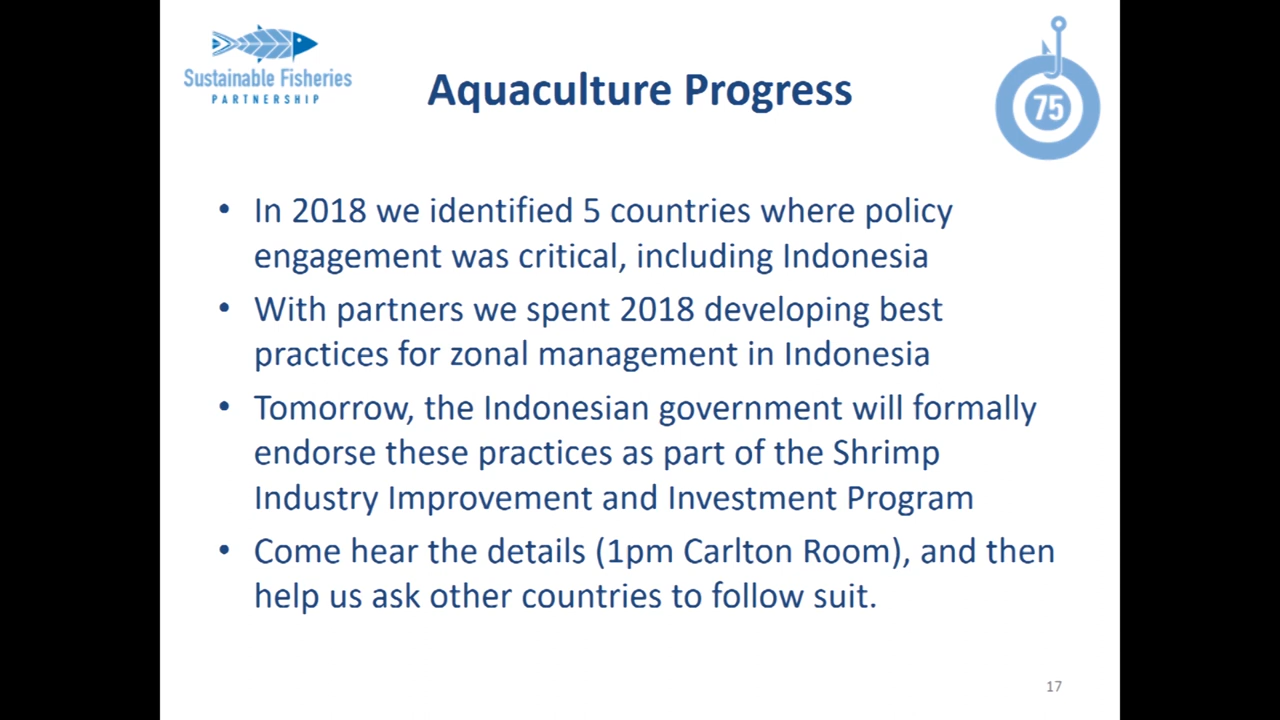 Sustainable Fisheries
PARTNERSHIP
Aquaculture Progress
75
• In 2018 we identified 5 countries where policy
engagement was critical, including Indonesia
• With partners we spent 2018 developing best
practices for zonal management in Indonesia
• Tomorrow, the Indonesian government will formally
endorse these practices as part of the Shrimp
Industry Improvement and Investment Program
• Come hear the details (1pm Carlton Room), and then
help us ask other countries to follow suit.
17